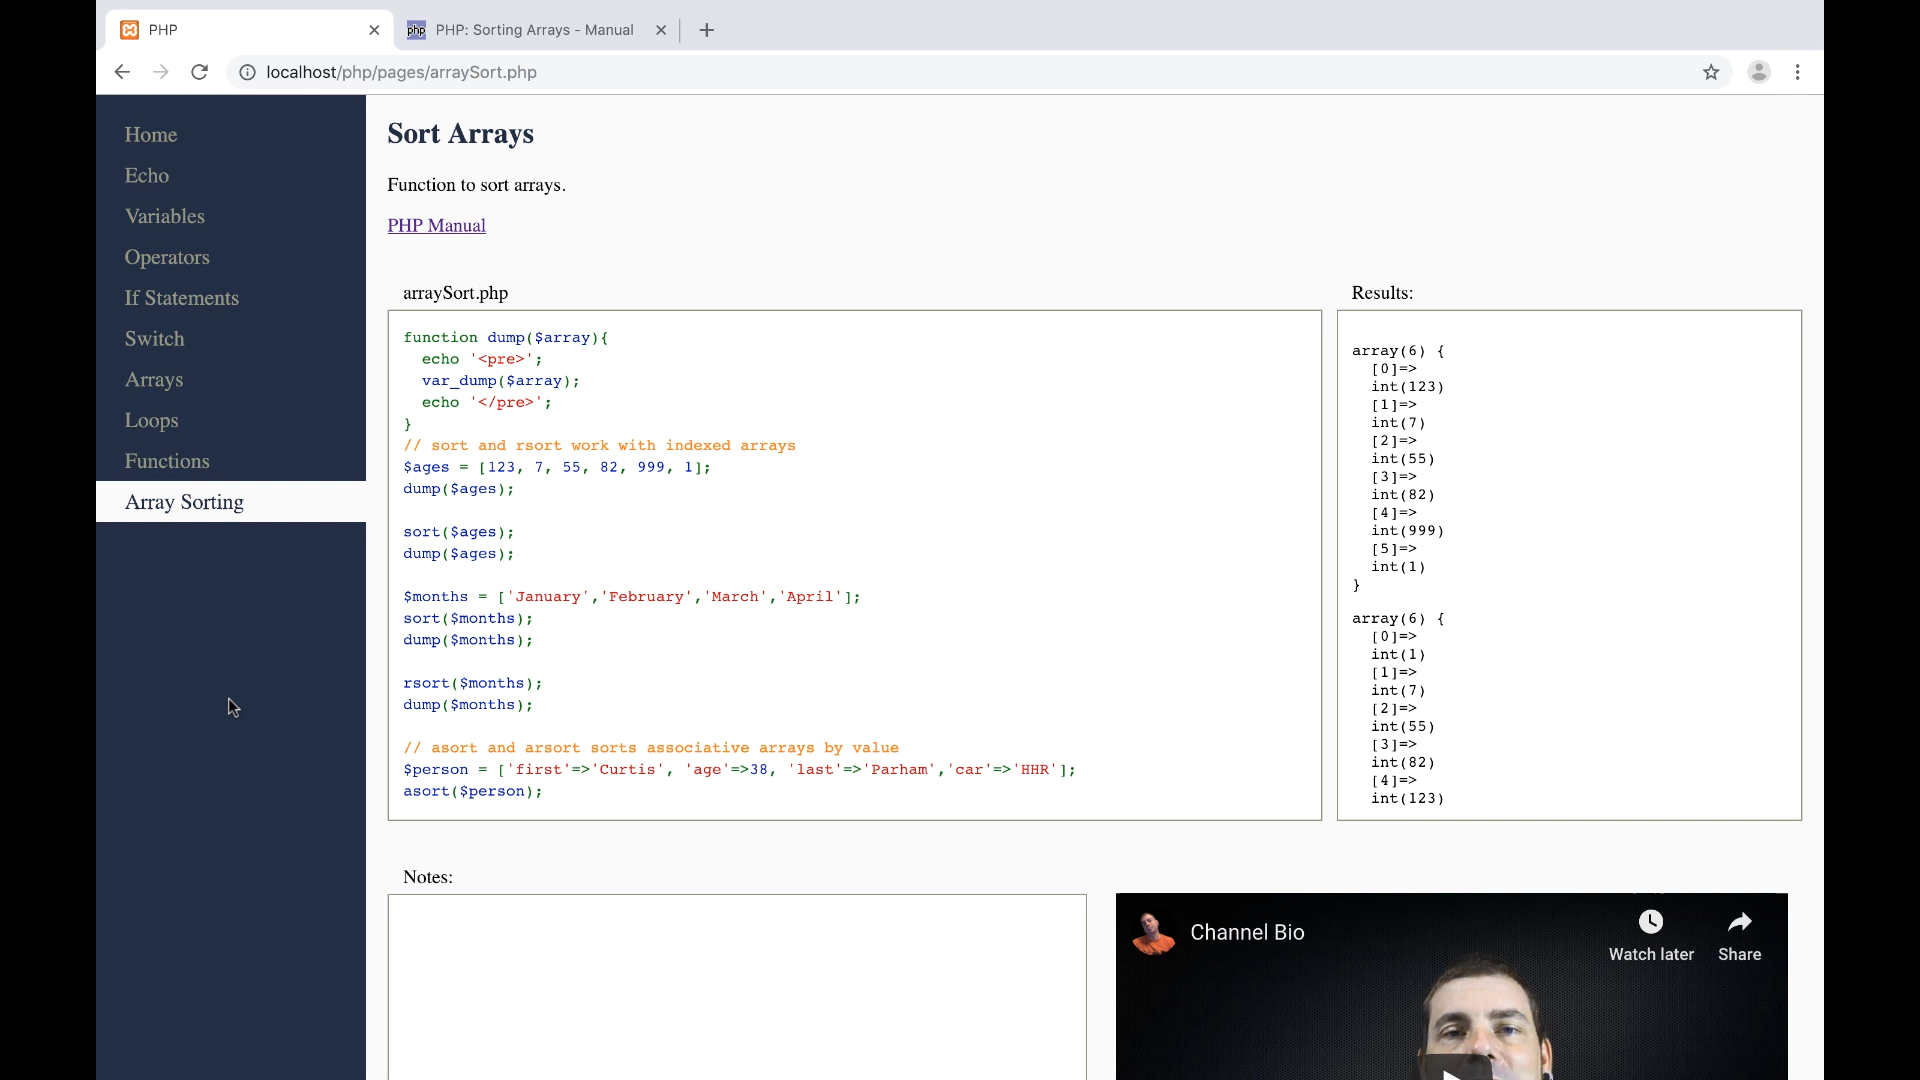 PHP
php PHP: Sorting Arrays - Manual
localhost/php/pages/arraySort.php
Home
Echo
Variables
Operators
If Statements
Switch
Arrays
Loops
Functions
Array Sorting
Sort Arrays
Function to sort arrays.
PHP Manual
arraySort.php
function dump($array){
echo '<pre>';
var_dump($array);
echo '</pre>';
}
// sort and rsort work with indexed arrays
$ages = [123, 7, 55, 82, 999, 1];
dump($ages);
sort($ages);
dump($ages);
$months = ['January','February','March','April'];
sort($months);
dump($months);
rsort($months);
dump($months);
// asort and arsort sorts associative arrays by value
$person = ['first'=>'Curtis', 'age'=>38, 'last'=>'Parham','car'=>'HHR'];
asort($person);
Results:
array(6) {
[0]=>
int(123)
[1]=>
int(7)
[2]=>
int(55)
[3]=>
int(82)
[4]=>
int(999)
[5]=>
int(1)
}
array(6) {
[0]=>
int(1)
[1]=>
int(7)
[2]=>
int(55)
[3]=>
int(82)
[4]=>
int(123)
Notes:
Channel Bio
Watch later
Share